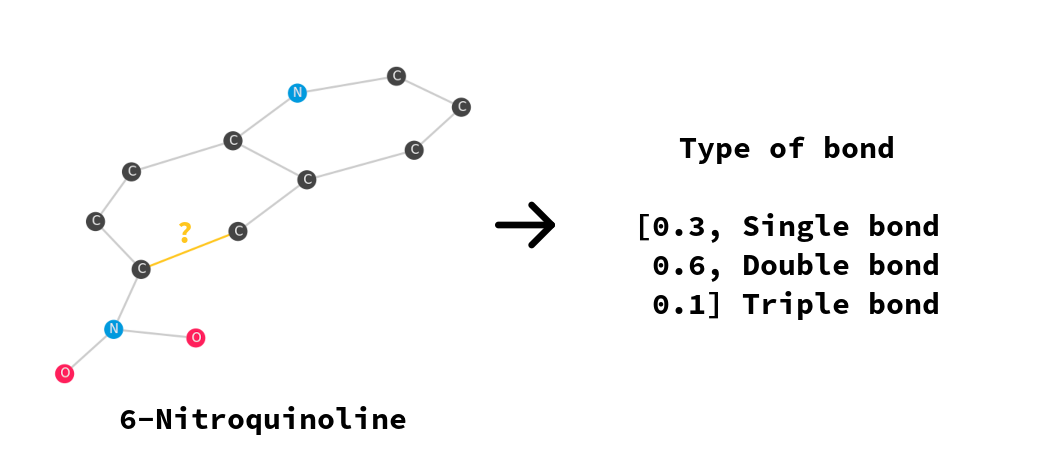 C
N
C
C
C
C
C
C
C
?
C
C
N
O
O
6-Nitroquinoline
Type of bond
[0.3, Single bond
0.6, Double bond
0.1] Triple bond